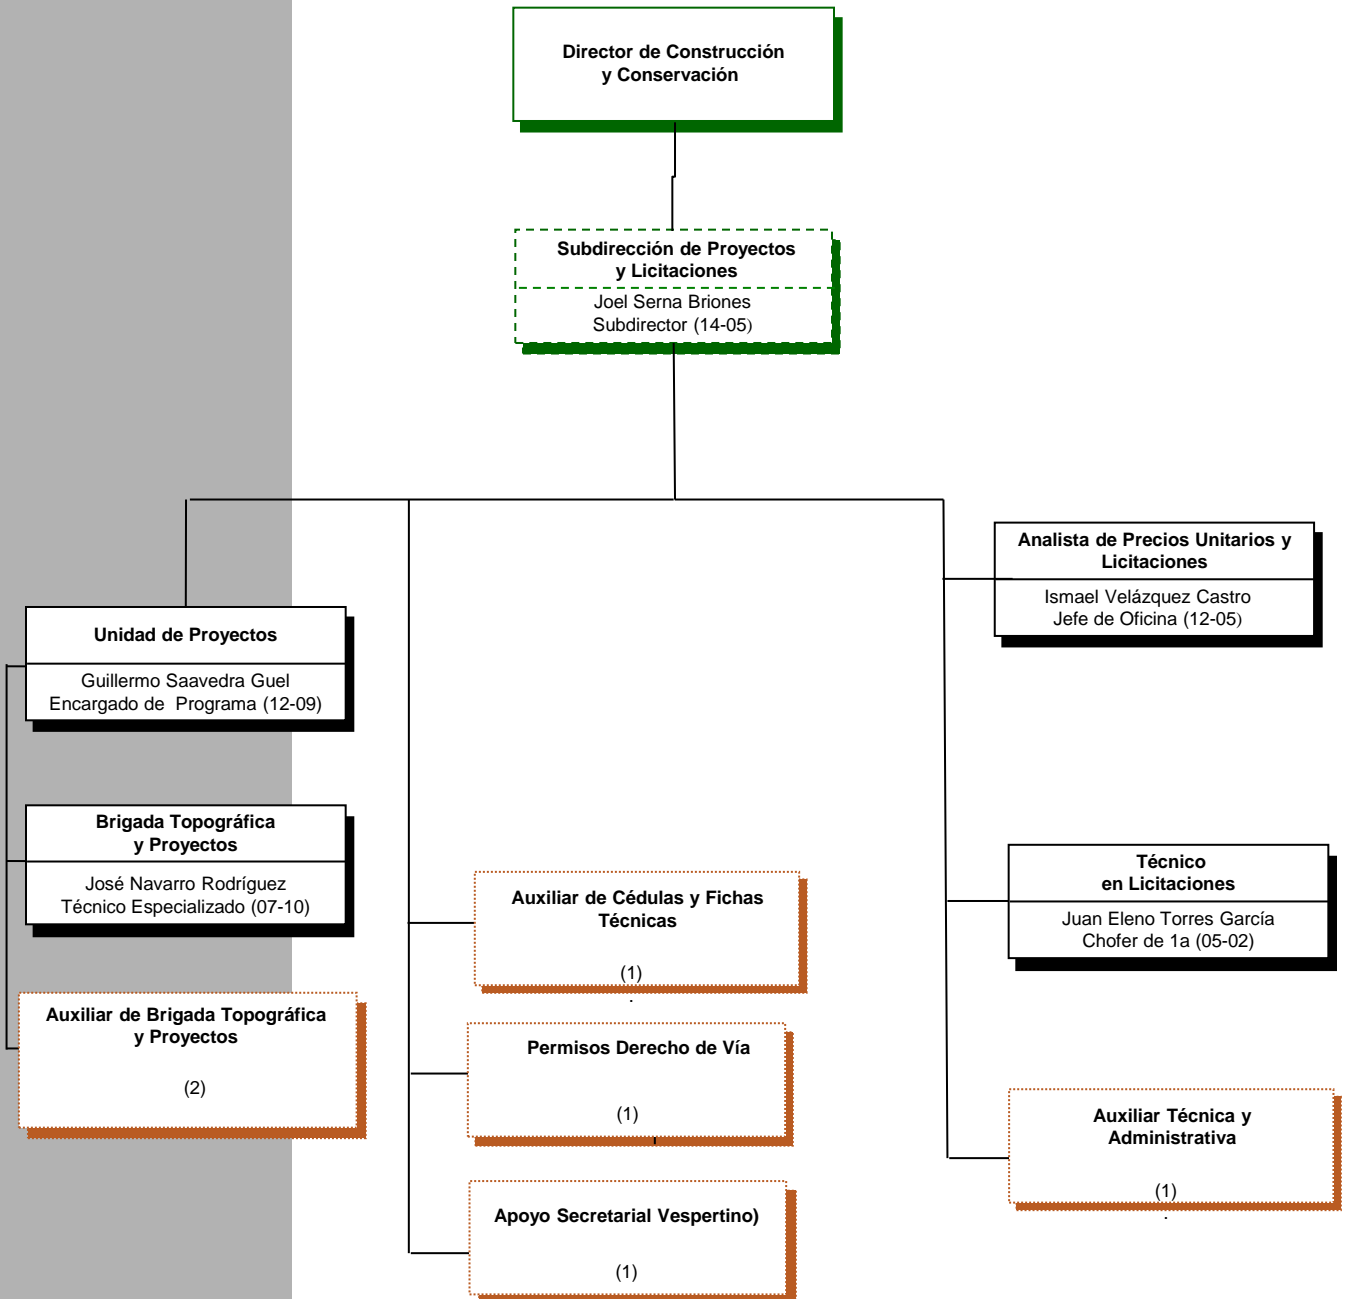 Director de Construcción
y Conservación
Subdirección de Proyectos
y Licitaciones
Joel Serna Briones
Subdirector (14-05)
Analista de Precios Unitarios y
Licitaciones
Ismael Velázquez Castro
Jefe de Oficina (12-05)
Unidad de Proyectos
Guillermo Saavedra Guel
Encargado de Programa (12-09)
Brigada Topográfica
y Proyectos
José Navarro Rodríguez
Técnico Especializado (07-10)
Auxiliar de Brigada Topográfica
y Proyectos
(2)
Auxiliar de Cédulas y Fichas
Técnicas
(1)
.
Permisos Derecho de Vía
(1)
Apoyo Secretarial Vespertino)
(1)
Técnico
en Licitaciones
Juan Eleno Torres García
Chofer de 1a (05-02)
Auxiliar Técnica y
Administrativa
(1)
.